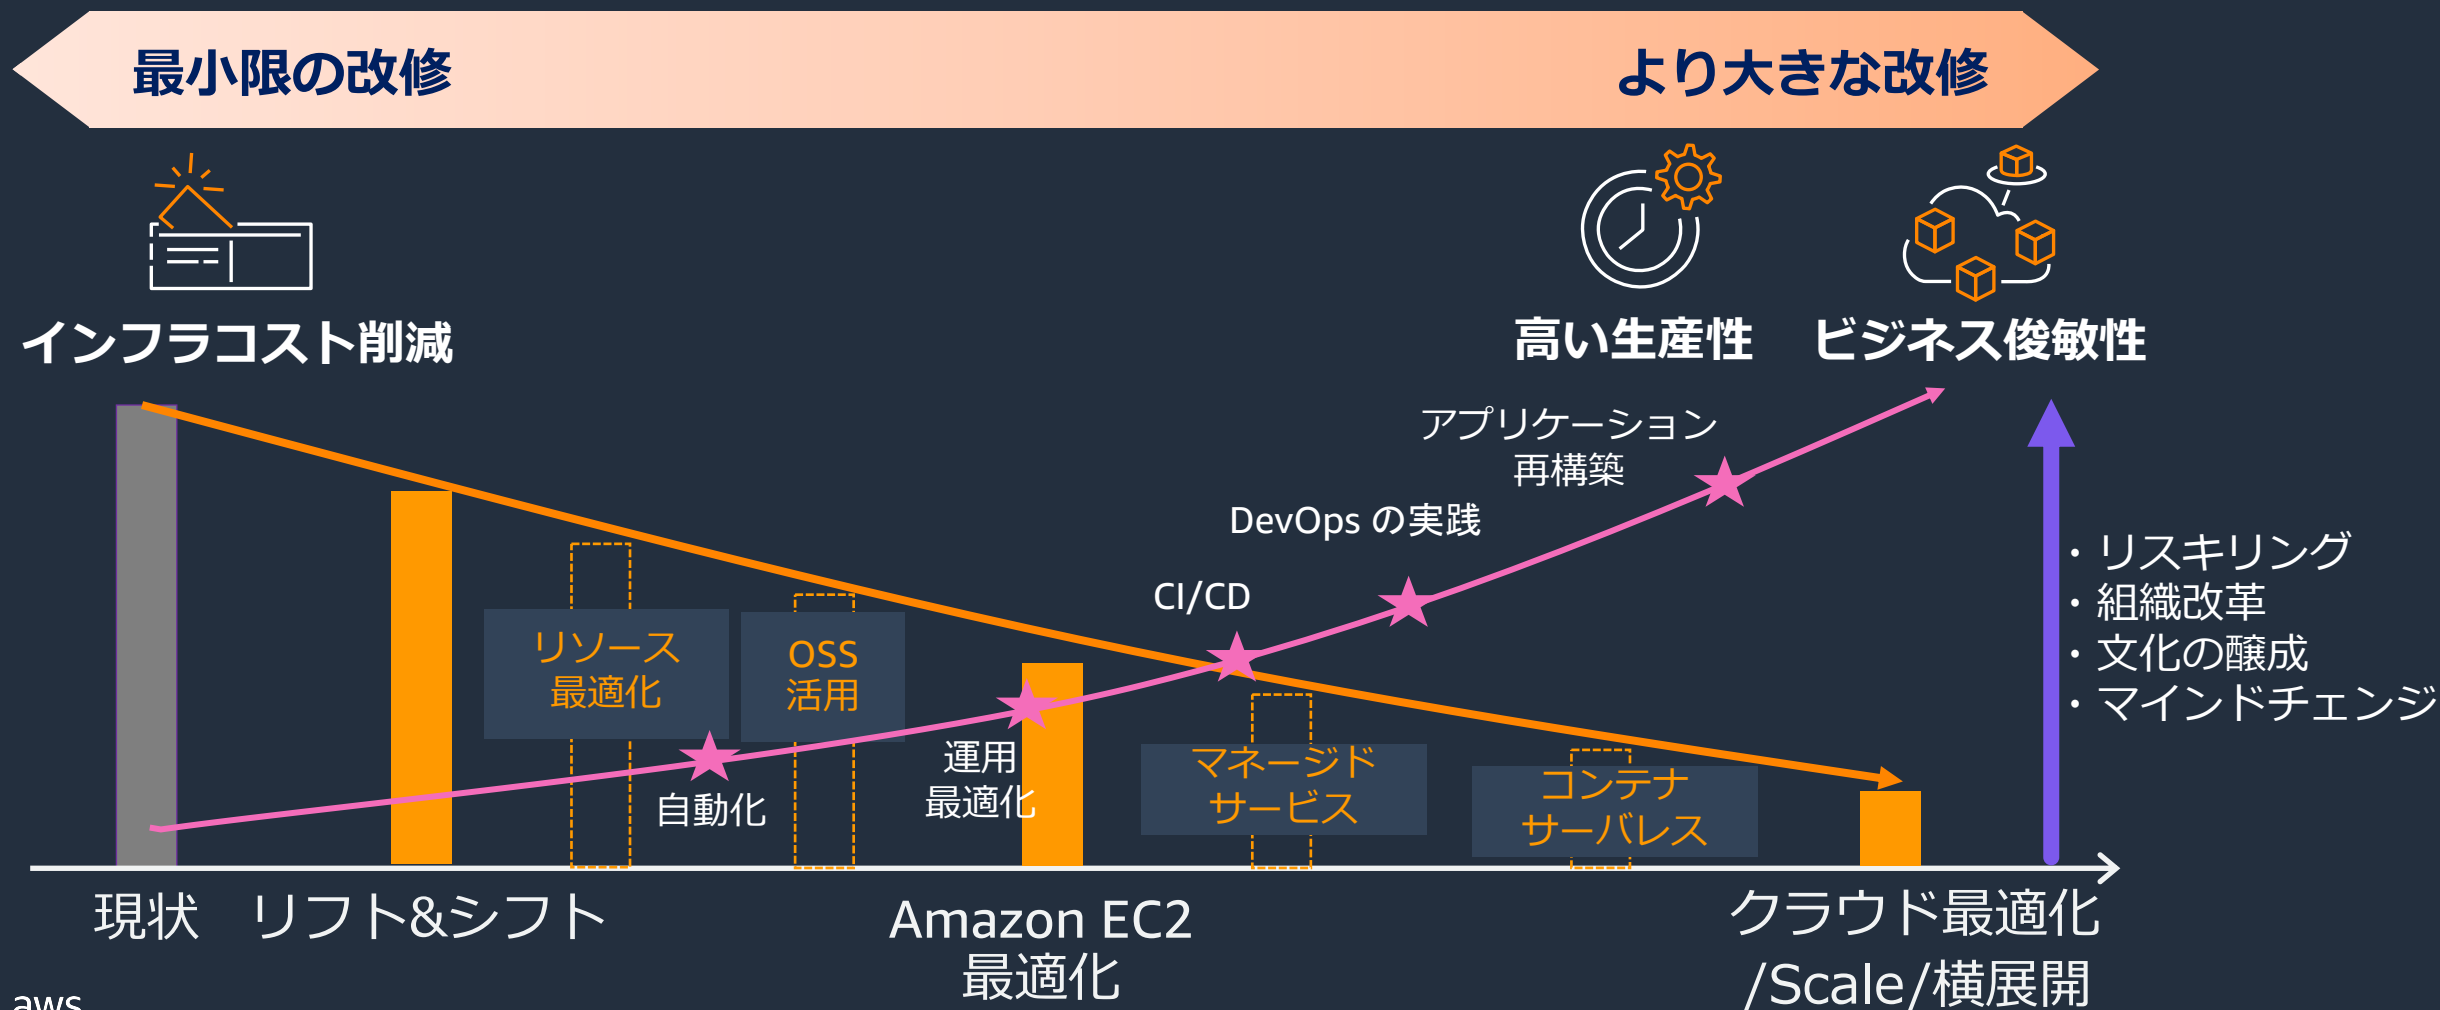 最小限の改修
より大きな改修
インフラコスト削減
高い生産性
ビジネス俊敏性
アプリケーション
再構築
DevOps の実践
CI/CD
リソース
最適化
OSS
活用
自動化
運用
最適化
マネージド
サービス
コンテナ
サーバレス
・リスキリング
・組織改革
・文化の醸成
・マインドチェンジ
現状
リフト&シフト
Amazon EC2
最適化
クラウド最適化
/Scale/横展開
aws